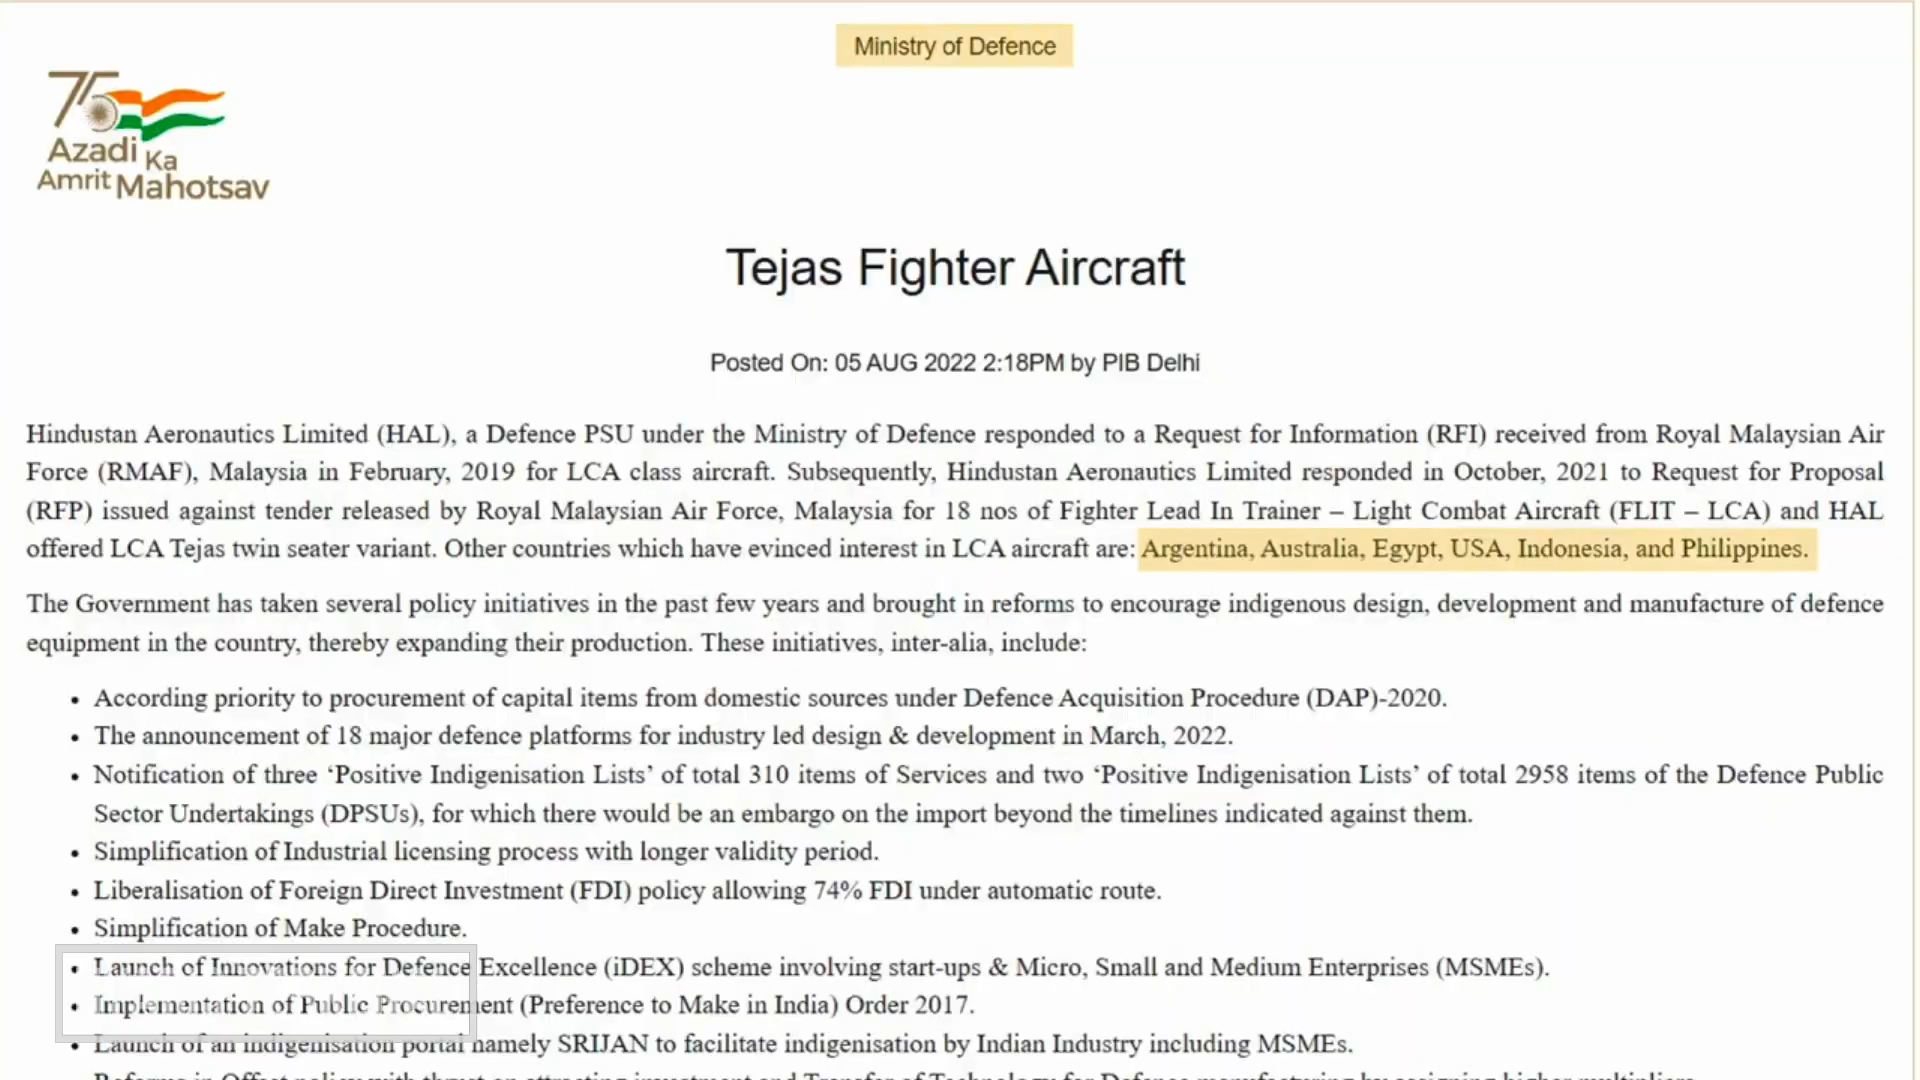 Ministry of Defence
75
Azadi Ka
Amrit Mahotsav
Tejas Fighter Aircraft
Posted On: 05 AUG 2022 2:18PM by PIB Delhi
Hindustan Aeronautics Limited (HAL), a Defence PSU under the Ministry of Defence responded to a Request for Information (RFI) received from Royal Malaysian Air
Force (RMAF), Malaysia in February, 2019 for LCA class aircraft. Subsequently, Hindustan Aeronautics Limited responded in October, 2021 to Request for Proposal
(RFP) issued against tender released by Royal Malaysian Air Force, Malaysia for 18 nos of Fighter Lead In Trainer – Light Combat Aircraft (FLIT – LCA) and HAL
offered LCA Tejas twin seater variant. Other countries which have evinced interest in LCA aircraft are: Argentina, Australia, Egypt, USA, Indonesia, and Philippines.
The Government has taken several policy initiatives in the past few years and brought in reforms to encourage indigenous design, development and manufacture of defence
equipment in the country, thereby expanding their production. These initiatives, inter-alia, include:
• According priority to procurement of capital items from domestic sources under Defence Acquisition Procedure (DAP)-2020.
• The announcement of 18 major defence platforms for industry led design & development in March, 2022.
• Notification of three ‘Positive Indigenisation Lists’ of total 310 items of Services and two ‘Positive Indigenisation Lists’ of total 2958 items of the Defence Public
Sector Undertakings (DPSUs), for which there would be an embargo on the import beyond the timelines indicated against them.
• Simplification of Industrial licensing process with longer validity period.
• Liberalisation of Foreign Direct Investment (FDI) policy allowing 74% FDI under automatic route.
• Simplification of Make Procedure.
• Launch of Innovations for Defence Excellence (iDEX) scheme involving start-ups & Micro, Small and Medium Enterprises (MSMEs).
• Implementation of Public Procurement (Preference to Make in India) Order 2017.
• Launch of an indigenisation portal namely SRIJAN to facilitate indigenisation by Indian Industry including MSMEs.